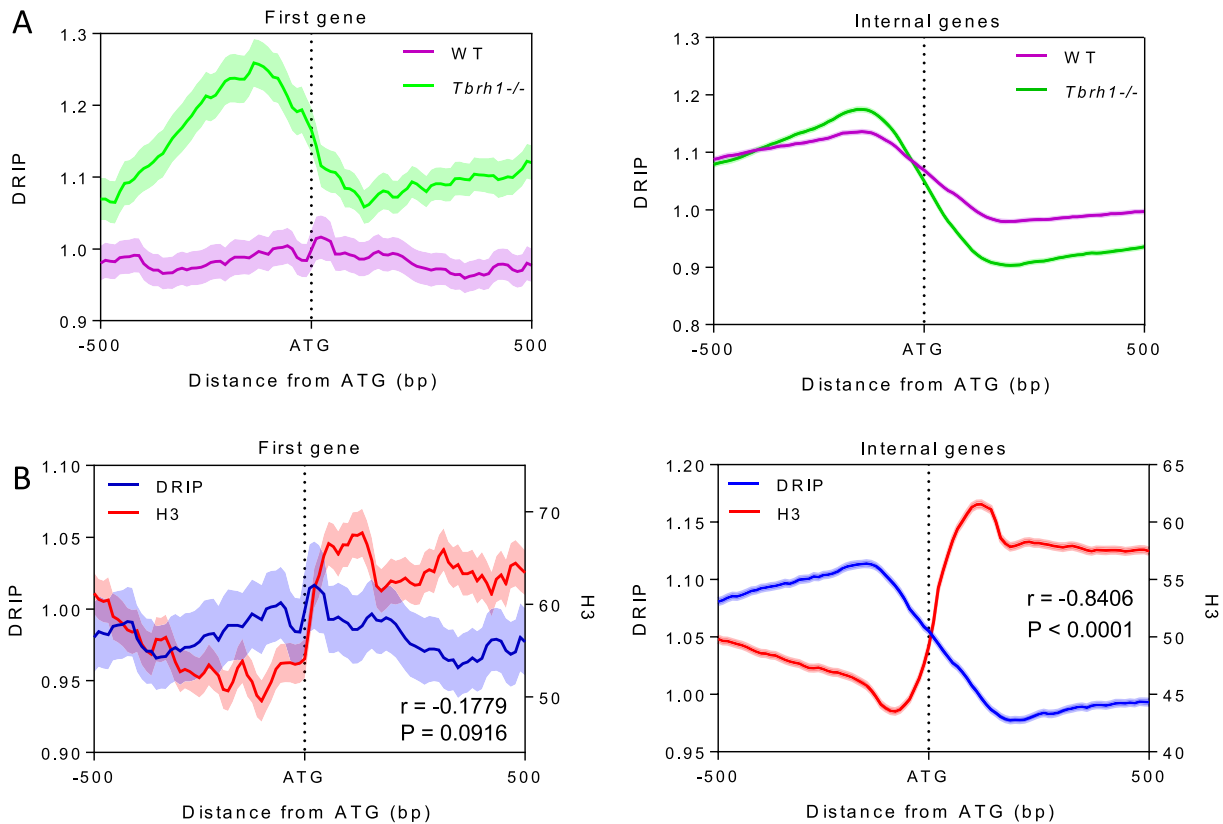 A
First gene
1.3
1.2
1.1
1.0
0.9
DRIP
WT
Tbrh1-/-
-500
ATG
500
Distance from ATG (bp)
Internal genes
1.3
1.2
1.1
1.0
0.9
0.8
DRIP
WT
Tbrh1-/-
-500
ATG
500
Distance from ATG (bp)
B
First gene
1.10
1.05
1.00
0.95
0.90
DRIP
DRIP
H3
70
60
50
H3
r = -0.1779
P = 0.0916
-500
ATG
500
Distance from ATG (bp)
Internal genes
1.20
1.15
1.10
1.05
1.00
0.95
DRIP
DRIP
H3
65
60
55
50
45
40
H3
r = -0.8406
P < 0.0001
-500
ATG
500
Distance from ATG (bp)